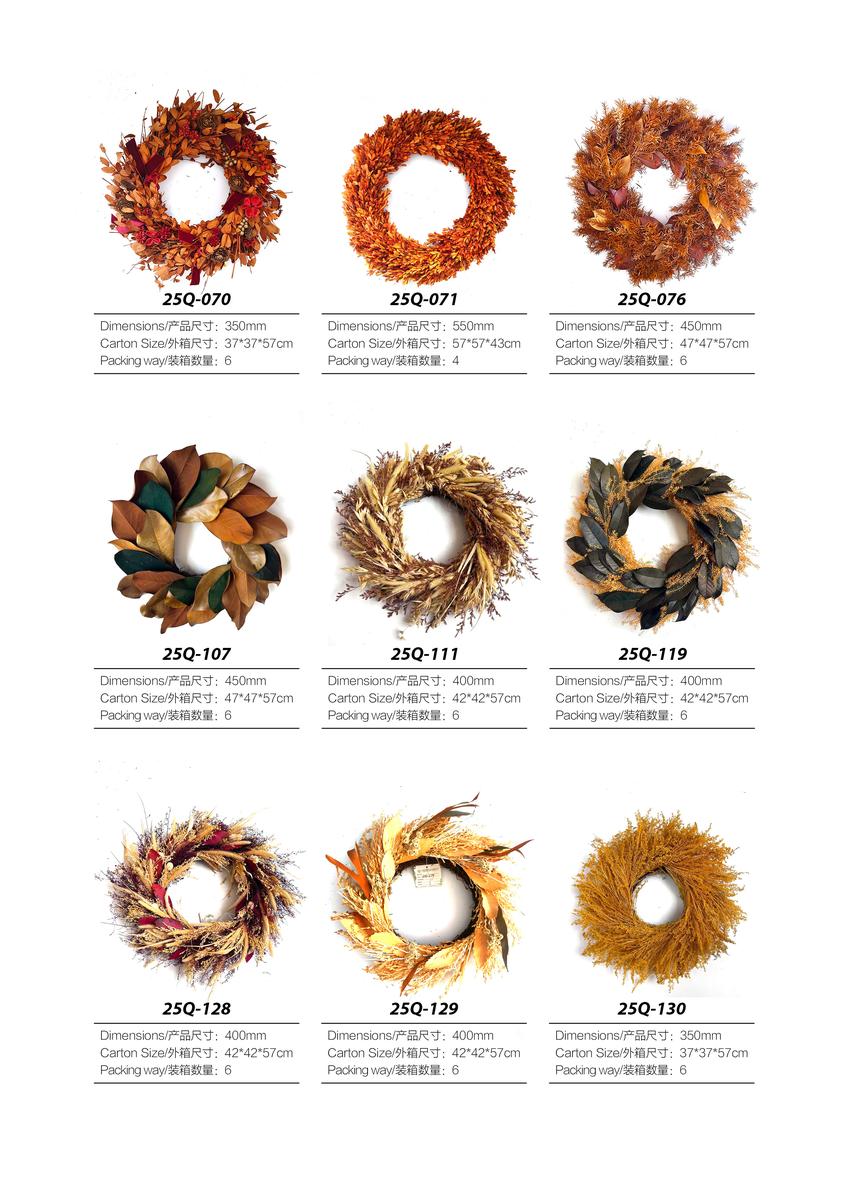 25Q-070
Dimensions/产品尺寸：350mm
Carton Size/外箱尺寸：37*37*57cm
Packing way/装箱数量：6
25Q-071
Dimensions/产品尺寸：550mm
Carton Size/外箱尺寸：57*57*43cm
Packing way/装箱数量：4
25Q-076
Dimensions/产品尺寸：450mm
Carton Size/外箱尺寸：47*47*57cm
Packing way/装箱数量：6
25Q-107
Dimensions/产品尺寸：450mm
Carton Size/外箱尺寸：47*47*57cm
Packing way/装箱数量：6
25Q-111
Dimensions/产品尺寸：400mm
Carton Size/外箱尺寸：42*42*57cm
Packing way/装箱数量：6
25Q-119
Dimensions/产品尺寸：400mm
Carton Size/外箱尺寸：42*42*57cm
Packing way/装箱数量：6
25Q-128
Dimensions/产品尺寸：400mm
Carton Size/外箱尺寸：42*42*57cm
Packing way/装箱数量：6
25Q-129
Dimensions/产品尺寸：400mm
Carton Size/外箱尺寸：42*42*57cm
Packing way/装箱数量：6
25Q-130
Dimensions/产品尺寸：350mm
Carton Size/外箱尺寸：37*37*57cm
Packing way/装箱数量：6